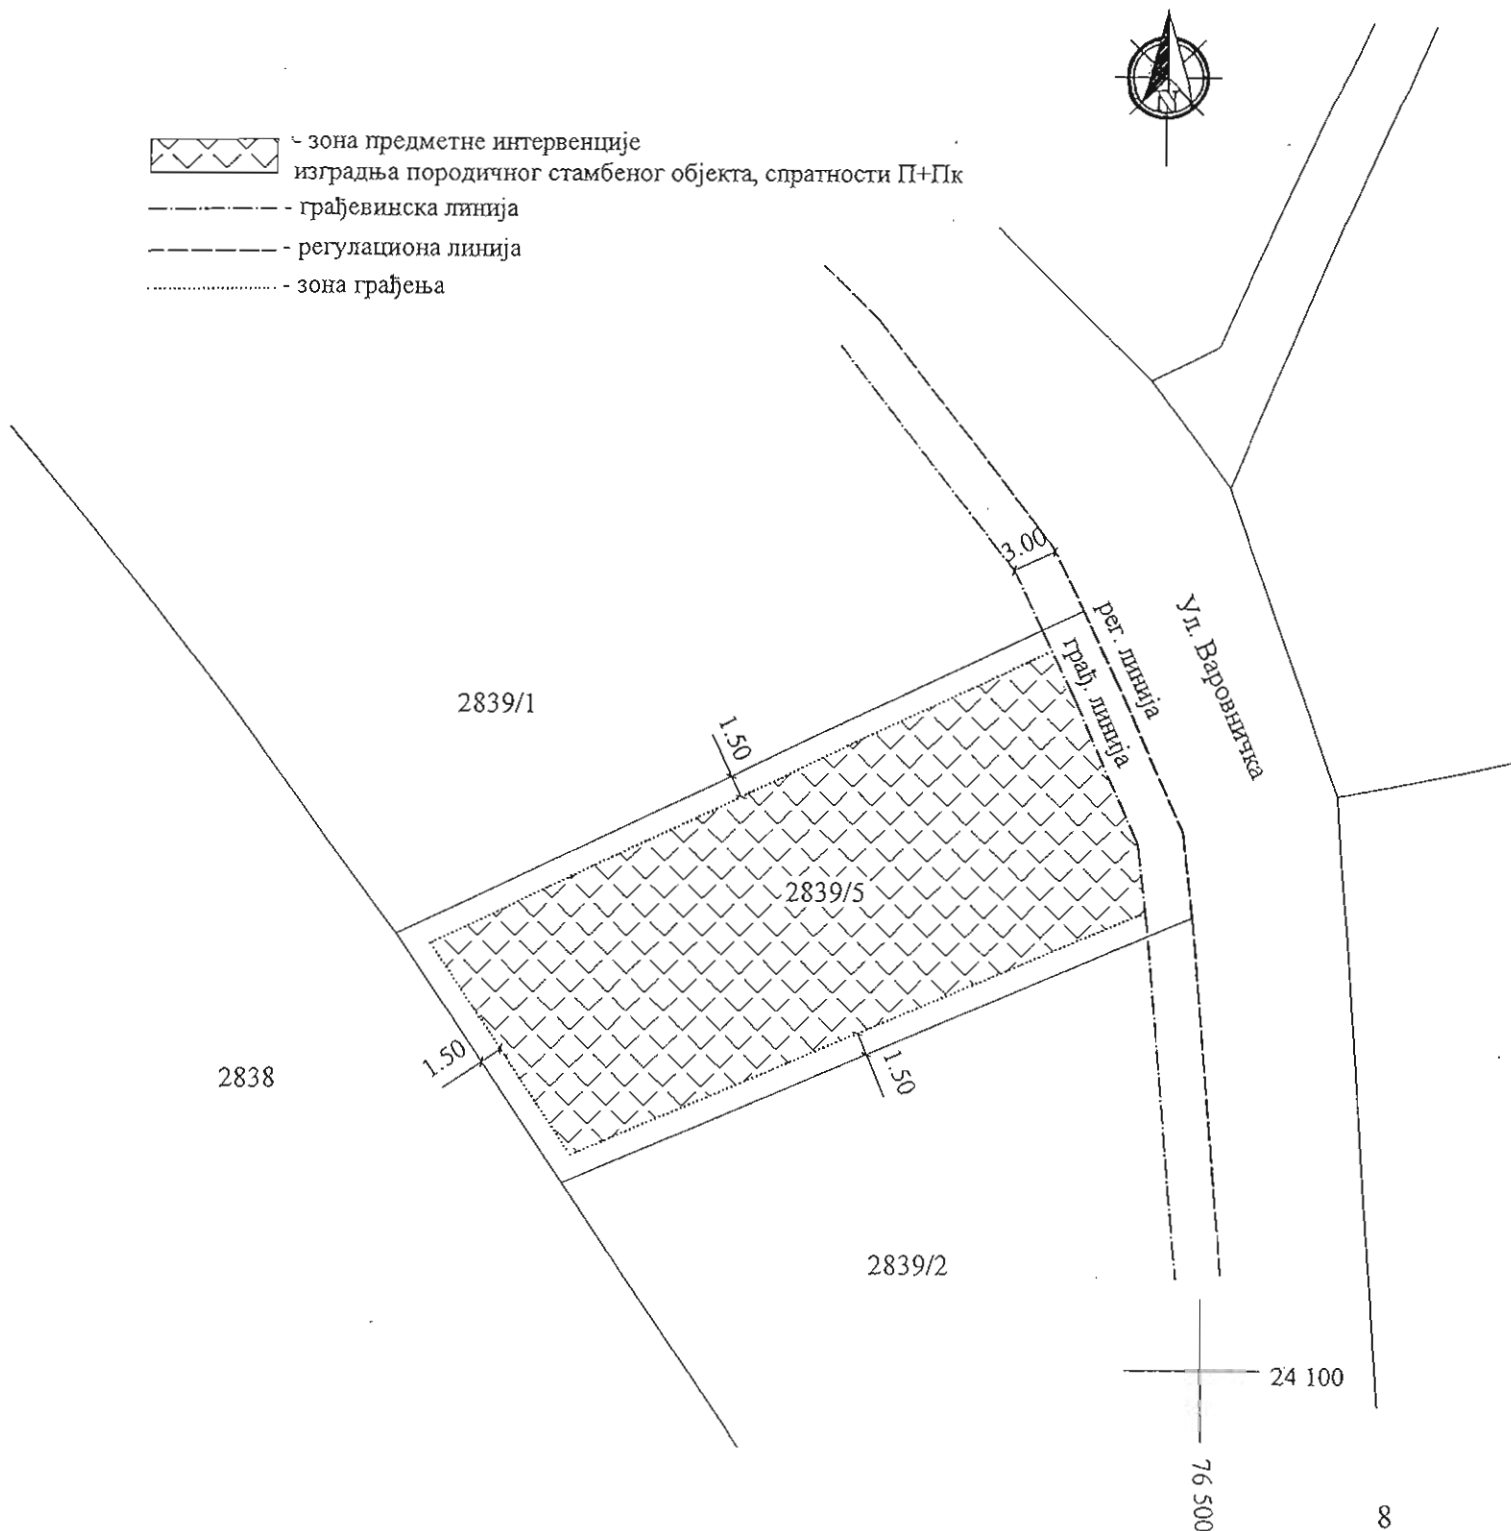 N
- зона предметне интервенције
изградња породичног стамбеног објекта, спратности П+Пк
- грађевинска линија
- регулациона линија
- зона грађења
3.00
рег. линија
грађ. линија
Ул. Варовничка
2839/1
1.50
2839/5
1.50
1.50
2838
2839/2
24 100
76 500
8